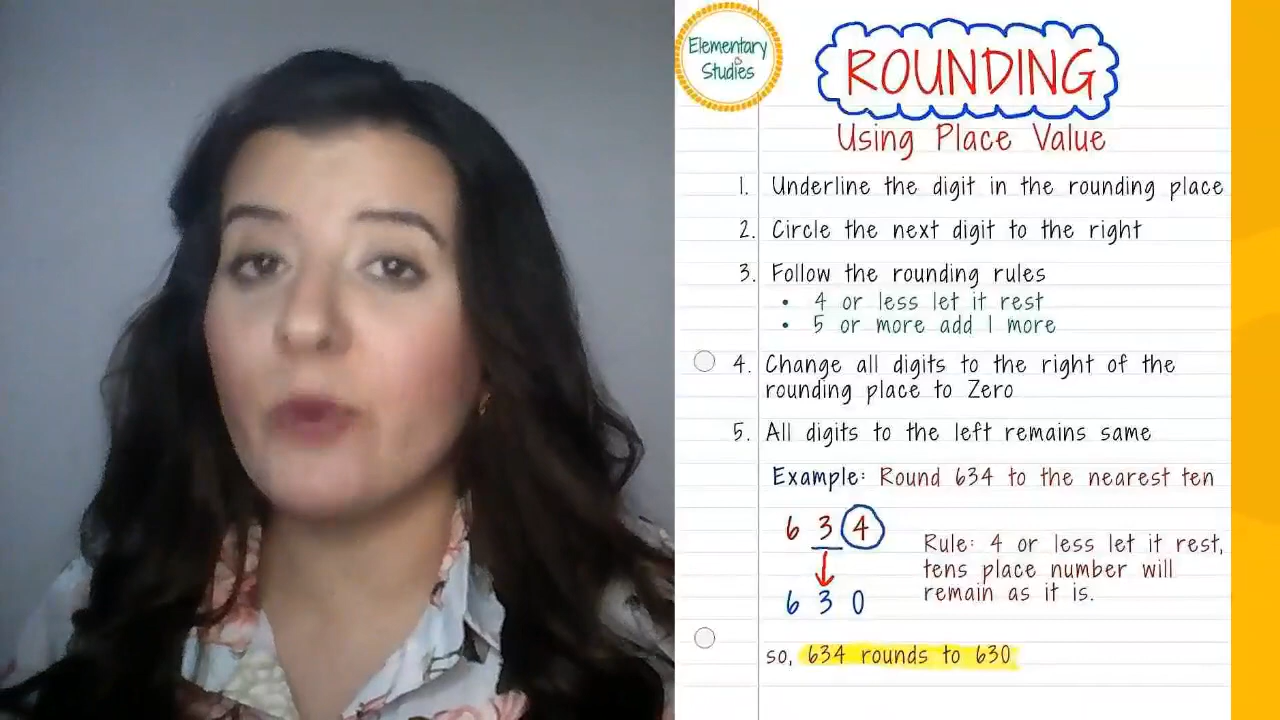 Elementary
Studies
ROUNDING
Using Place Value
1. Underline the digit in the rounding place
2. Circle the next digit to the right
3. Follow the rounding rules
• 4 or less let it rest
• 5 or more add 1 more
4. Change all digits to the right of the
rounding place to Zero
5. All digits to the left remains same
Example: Round 634 to the nearest ten
6 3 4
6 3 0
Rule: 4 or less let it rest,
tens place number will
remain as it is.
so, 634 rounds to 630